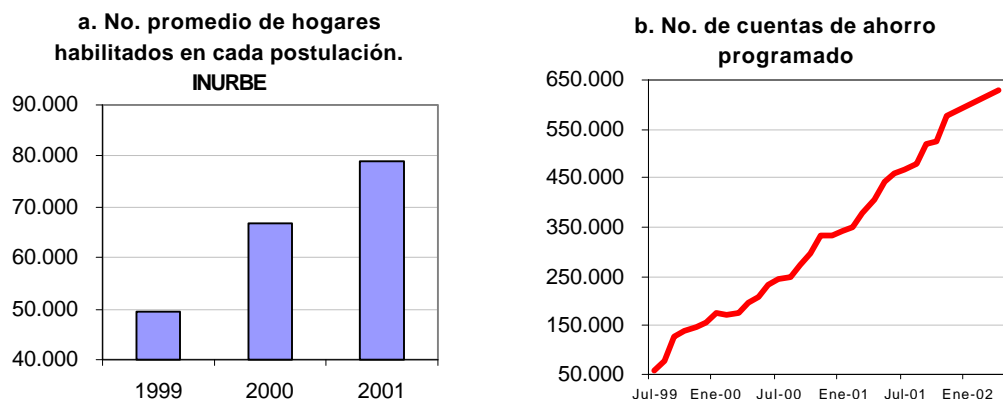 a. No. promedio de hogares
habilitados en cada postulación.
INURBE
90.000
80.000
70.000
60.000
50.000
40.000
1999 2000 2001
b. No. de cuentas de ahorro
programado
650.000
550.000
450.000
350.000
250.000
150.000
50.000
Jul-99 Ene-00 Jul-00 Ene-01 Jul-01 Ene-02